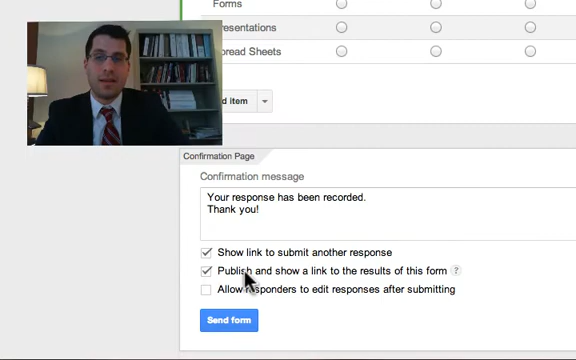 Forms
resentations
pread Sheets
d item
Confirmation Page
Confirmation message
Your response has been recorded.
Thank you!
Show link to submit another response
Publish and show a link to the results of this form ?
Allow responders to edit responses after submitting
Send form